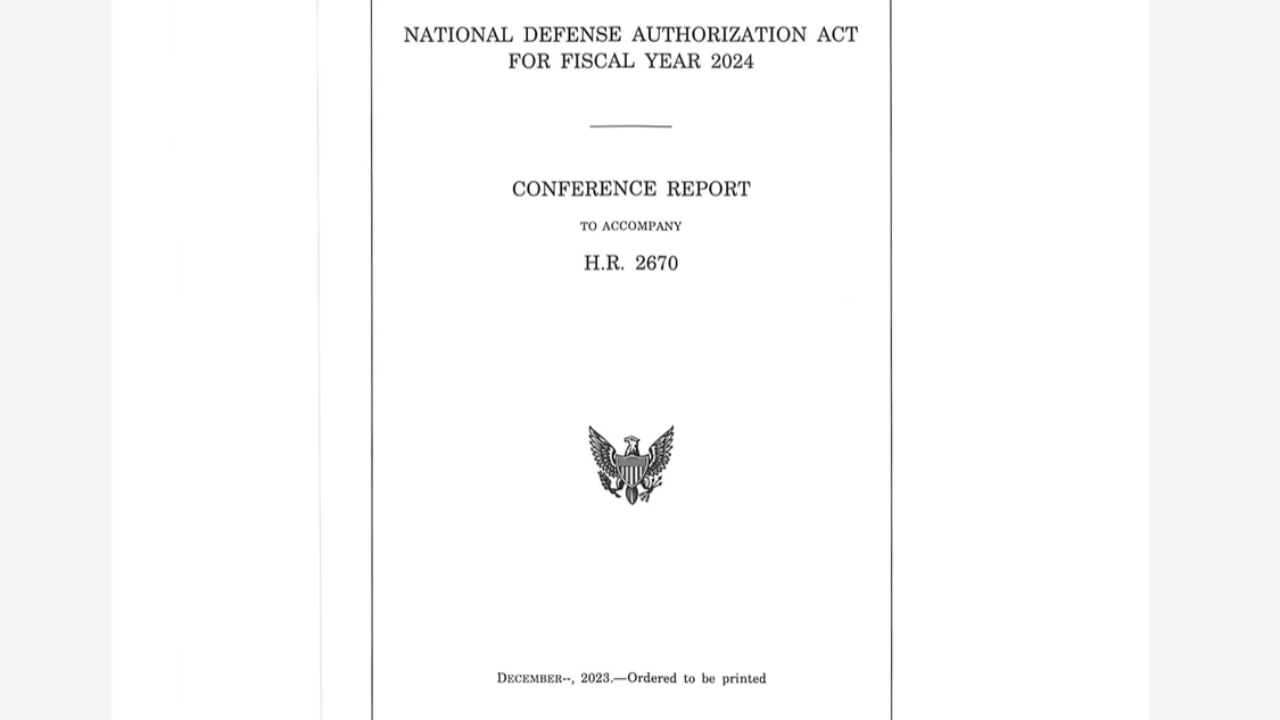 NATIONAL DEFENSE AUTHORIZATION ACT
FOR FISCAL YEAR 2024
CONFERENCE REPORT
TO ACCOMPANY
H.R. 2670
DECEMBER--, 2023.—Ordered to be printed